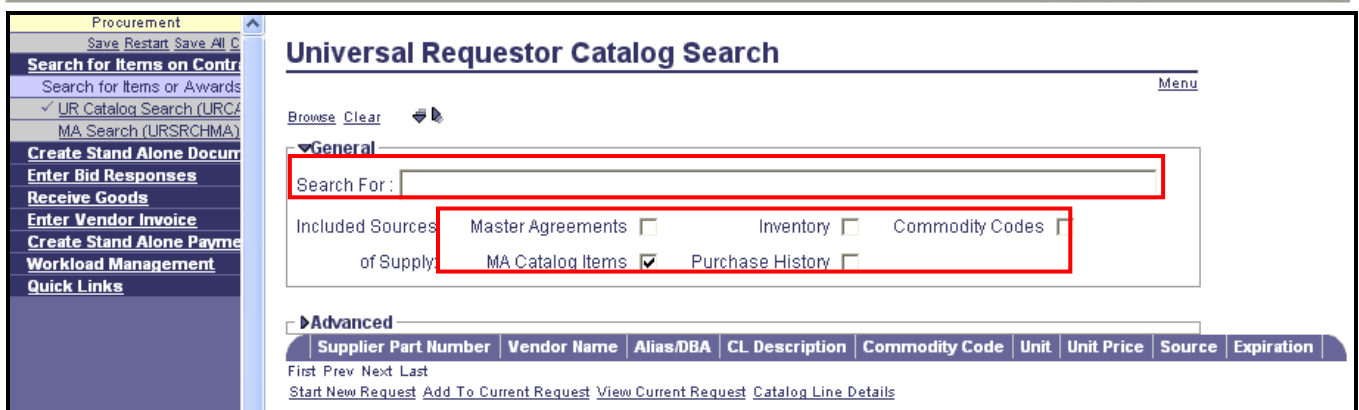 Procurement
Save Restart Save All C
Search for Items on Contr
Search for Items or Awards
UR Catalog Search (URCA
MA Search (URSRCHMA)
Create Stand Alone Docum
Enter Bid Responses
Receive Goods
Enter Vendor Invoice
Create Stand Alone Payme
Workload Management
Quick Links
Universal Requestor Catalog Search
Menu
Browse Clear
General
Search For :
Included Sources Master Agreements Inventory Commodity Codes
of Supply: MA Catalog Items Purchase History
Advanced
Supplier Part Number Vendor Name Alias/DBA CL Description Commodity Code Unit Unit Price Source Expiration
First Prev Next Last
Start New Request Add To Current Request View Current Request Catalog Line Details